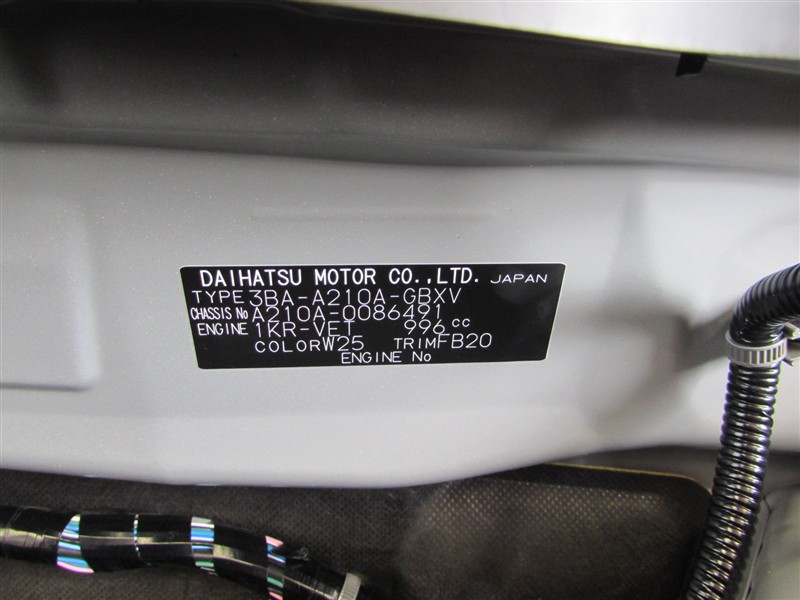 DAIHATSU MOTOR CO.,LTD. JAPAN
TYPE 3BA-A210A-GBXV
CHASSIS No A210A-0086491
ENGINE 1KR-VET 996 cc
COLOR W25 TRIM FB20
ENGINE No